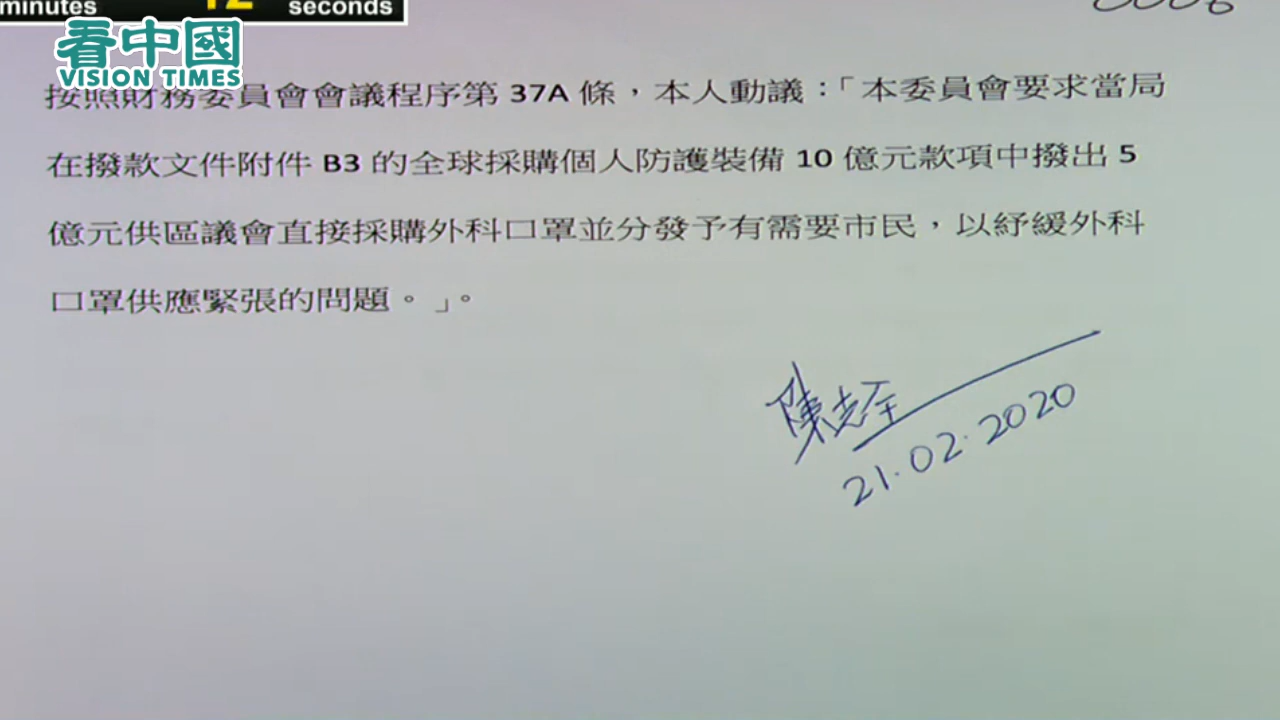 minutes 12 seconds
看中國
VISION TIMES
按照財務委員會會議程序第 37A 條，本人動議：「本委員會要求當局
在撥款文件附件 B3 的全球採購個人防護裝備 10 億元款項中撥出 5
億元供區議會直接採購外科口罩並分發予有需要市民，以紓緩外科
口罩供應緊張的問題。」。
陳志全
21.02.2020